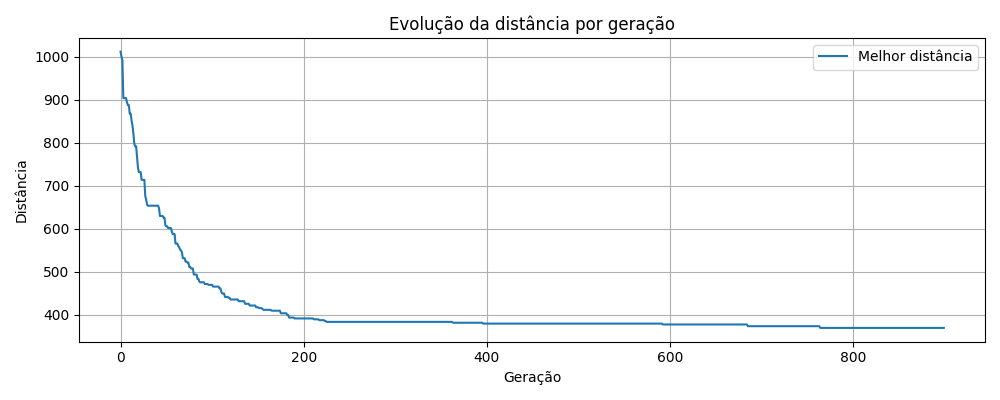 Evolução da distância por geração
Melhor distância
Distância
1000
900
800
700
600
500
400
0 200 400 600 800
Geração